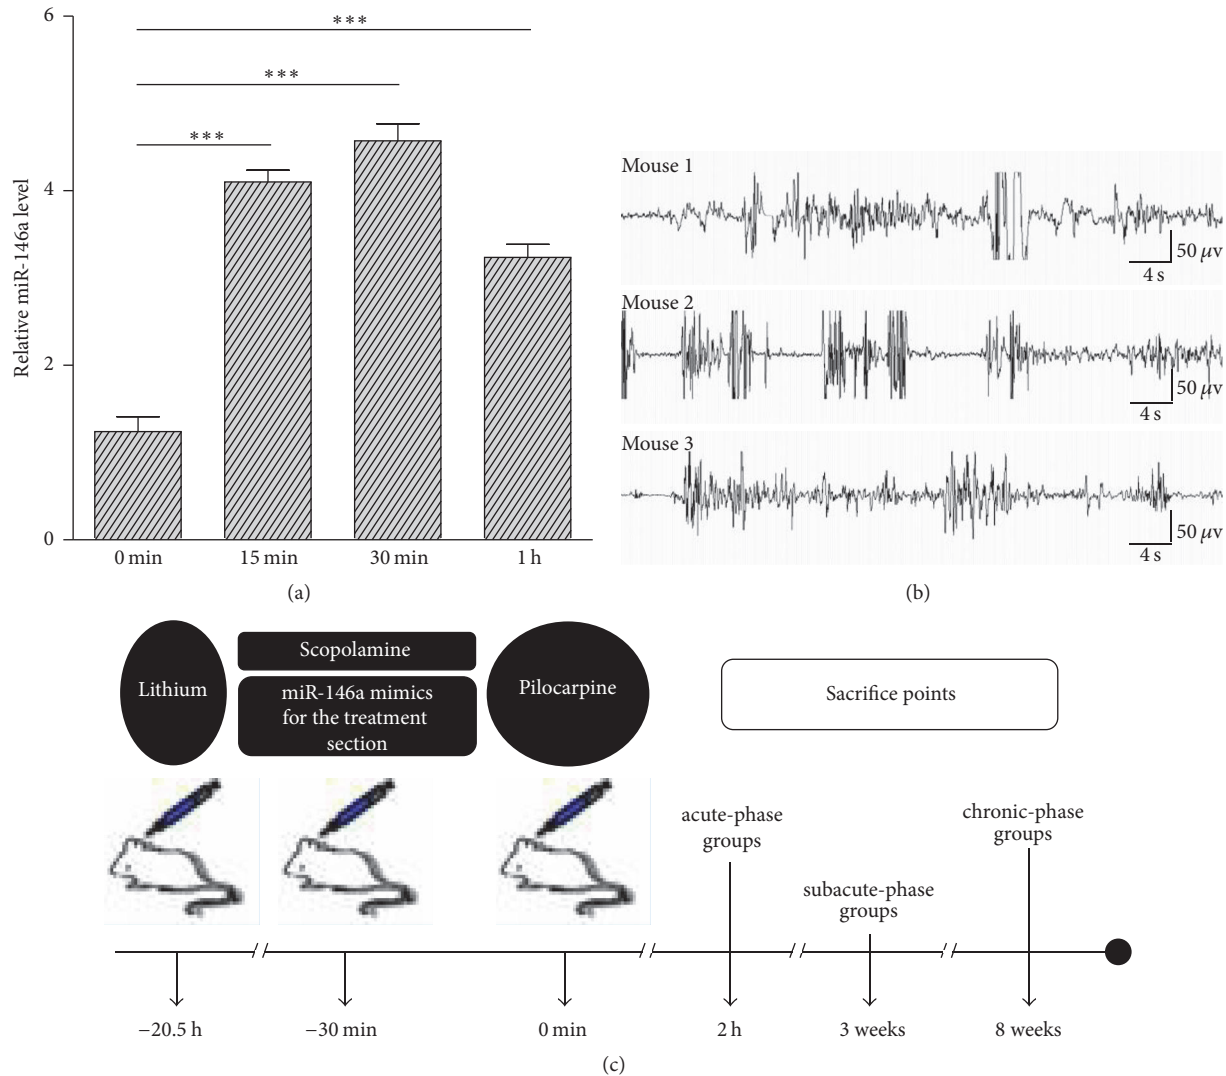 6
4
2
0
Relative miR-146a level
***
***
***
0 min
15 min
30 min
1 h
(a)
Mouse 1
50 μv
4 s
Mouse 2
50 μv
4 s
Mouse 3
50 μv
4 s
(b)
Lithium
Scopolamine
miR-146a mimics
for the treatment
section
Pilocarpine
Sacrifice points
acute-phase
groups
subacute-phase
groups
chronic-phase
groups
−20.5 h
−30 min
0 min
2 h
3 weeks
8 weeks
(c)